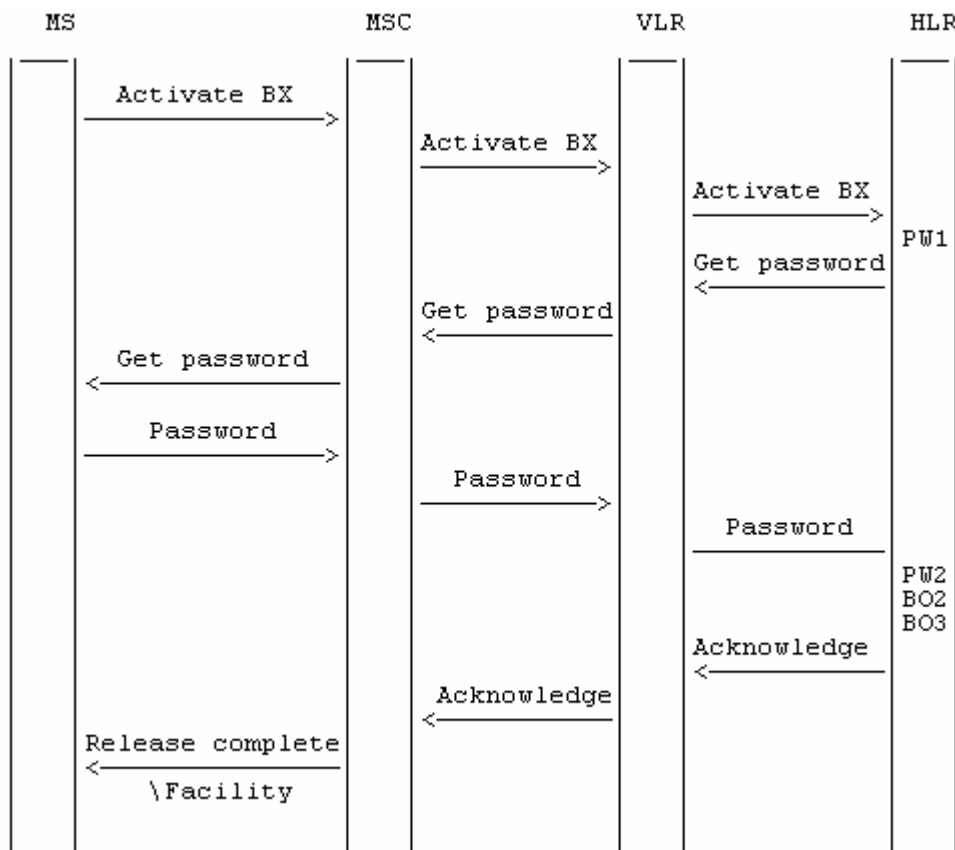 MS MSC VLR HLR
Activate BX
Activate BX
Activate BX
PW1
Get password
Get password
Get password
Password
Password
Password
PW2
BO2
BO3
Acknowledge
Acknowledge
Release complete
\Facility